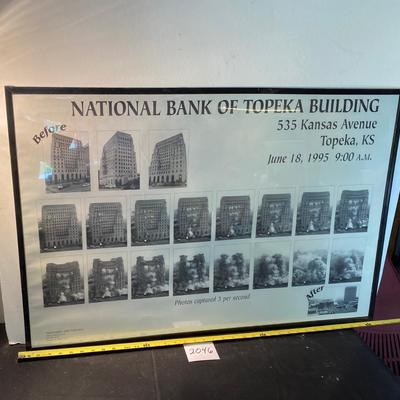 NATIONAL BANK OF TOPEKA BUILDING
535 Kansas Avenue
Topeka, KS
June 18, 1995 9:00 A.M.
Before
Photos captured 3 per second
After
2046